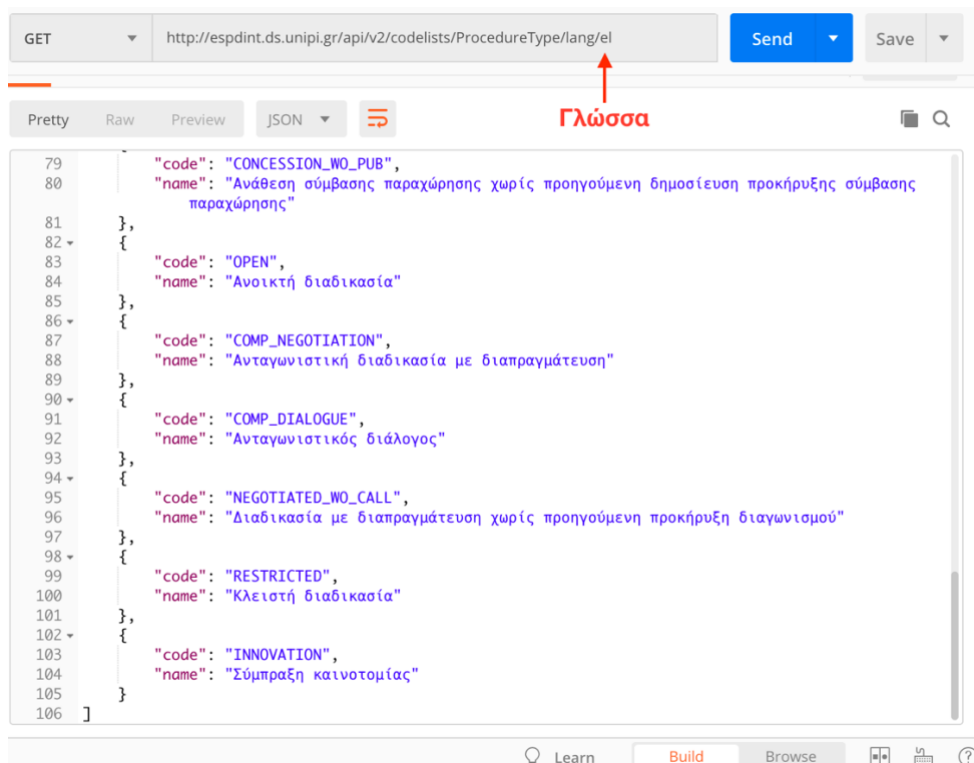 GET http://espdint.ds.unipi.gr/api/v2/codelists/ProcedureType/lang/el Send Save
Γλώσσα
Pretty Raw Preview JSON
79 "code": "CONCESSION_WO_PUB",
80 "name": "Ανάθεση σύμβασης παραχώρησης χωρίς προηγούμενη δημοσίευση προκήρυξης σύμβασης
παραχώρησης"
81 },
82 {
83 "code": "OPEN",
84 "name": "Ανοικτή διαδικασία"
85 },
86 {
87 "code": "COMP_NEGOTIATION",
88 "name": "Ανταγωνιστική διαδικασία με διαπραγμάτευση"
89 },
90 {
91 "code": "COMP_DIALOGUE",
92 "name": "Ανταγωνιστικός διάλογος"
93 },
94 {
95 "code": "NEGOTIATED_WO_CALL",
96 "name": "Διαδικασία με διαπραγμάτευση χωρίς προηγούμενη προκήρυξη διαγωνισμού"
97 },
98 {
99 "code": "RESTRICTED",
100 "name": "Κλειστή διαδικασία"
101 },
102 {
103 "code": "INNOVATION",
104 "name": "Σύμπραξη καινοτομίας"
105 }
106 ]
Learn Build Browse